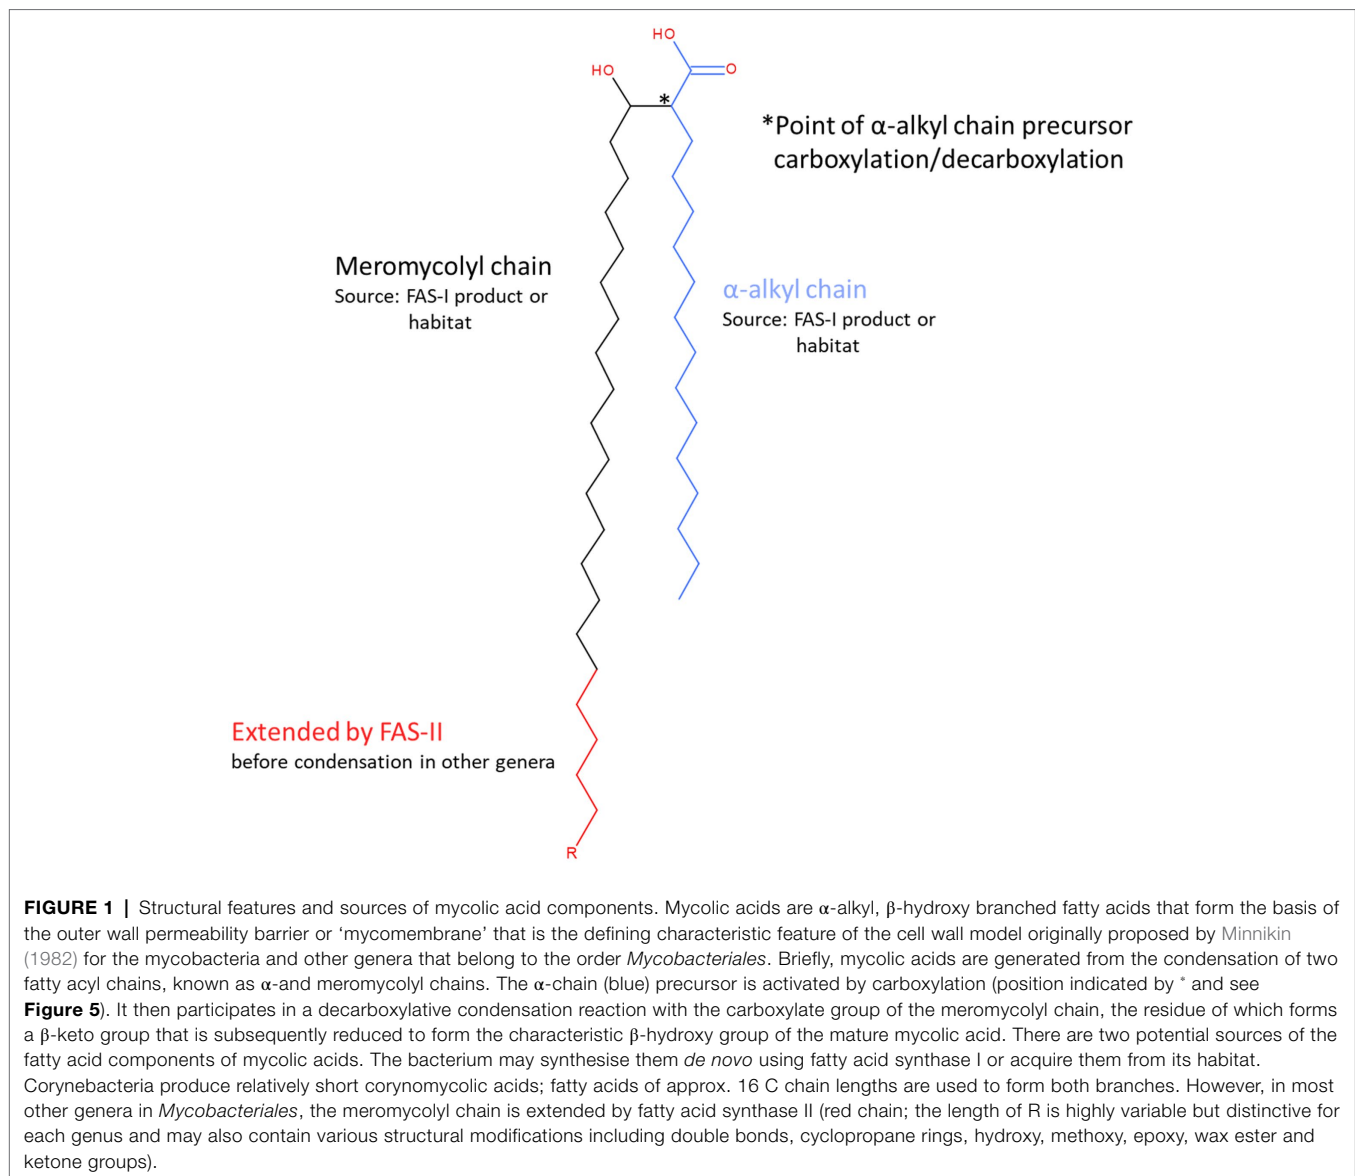 HO
HO
O
*
*Point of α-alkyl chain precursor
carboxylation/decarboxylation
Meromycolyl chain
Source: FAS-I product or
habitat
α-alkyl chain
Source: FAS-I product or
habitat
Extended by FAS-II
before condensation in other genera
R
FIGURE 1 | Structural features and sources of mycolic acid components. Mycolic acids are α-alkyl, β-hydroxy branched fatty acids that form the basis of
the outer wall permeability barrier or ‘mycomembrane’ that is the defining characteristic feature of the cell wall model originally proposed by Minnikin
(1982) for the mycobacteria and other genera that belong to the order Mycobacteriales. Briefly, mycolic acids are generated from the condensation of two
fatty acyl chains, known as α-and meromycolyl chains. The α-chain (blue) precursor is activated by carboxylation (position indicated by * and see
Figure 5). It then participates in a decarboxylative condensation reaction with the carboxylate group of the meromycolyl chain, the residue of which forms
a β-keto group that is subsequently reduced to form the characteristic β-hydroxy group of the mature mycolic acid. There are two potential sources of the
fatty acid components of mycolic acids. The bacterium may synthesise them de novo using fatty acid synthase I or acquire them from its habitat.
Corynebacteria produce relatively short corynomycolic acids; fatty acids of approx. 16 C chain lengths are used to form both branches. However, in most
other genera in Mycobacteriales, the meromycolyl chain is extended by fatty acid synthase II (red chain; the length of R is highly variable but distinctive for
each genus and may also contain various structural modifications including double bonds, cyclopropane rings, hydroxy, methoxy, epoxy, wax ester and
ketone groups).